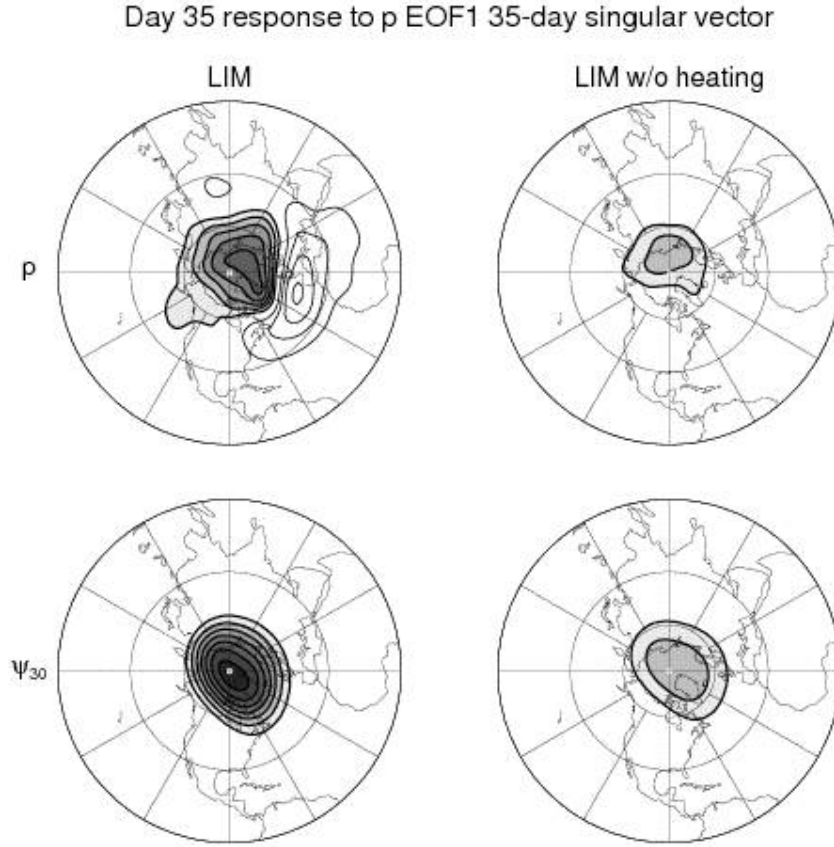 Day 35 response to p EOF1 35-day singular vector
LIM
LIM w/o heating
p
ψ30